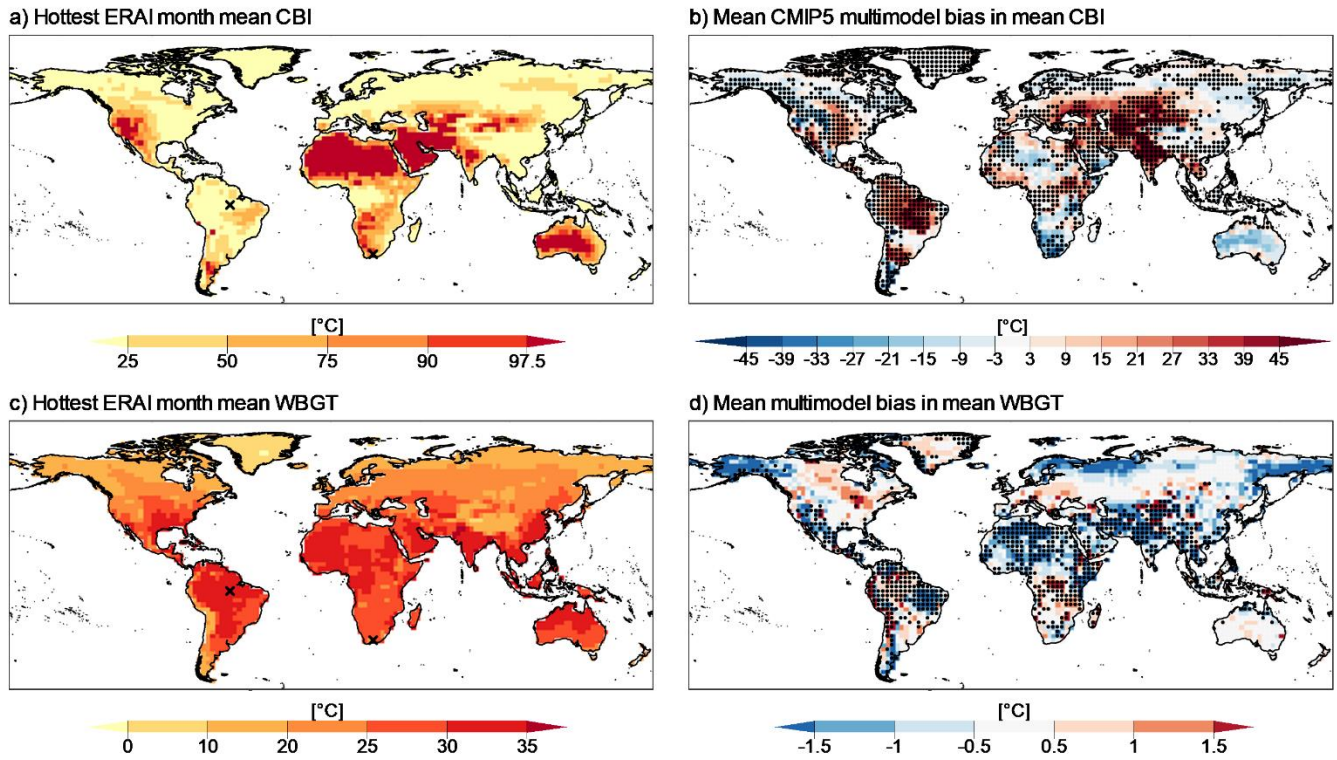 a) Hottest ERAI month mean CBI
b) Mean CMIP5 multimodel bias in mean CBI
[°C]
25 50 75 90 97.5
[°C]
-45 -39 -33 -27 -21 -15 -9 -3 3 9 15 21 27 33 39 45
c) Hottest ERAI month mean WBGT
d) Mean multimodel bias in mean WBGT
[°C]
0 10 20 25 30 35
[°C]
-1.5 -1 -0.5 0.5 1 1.5